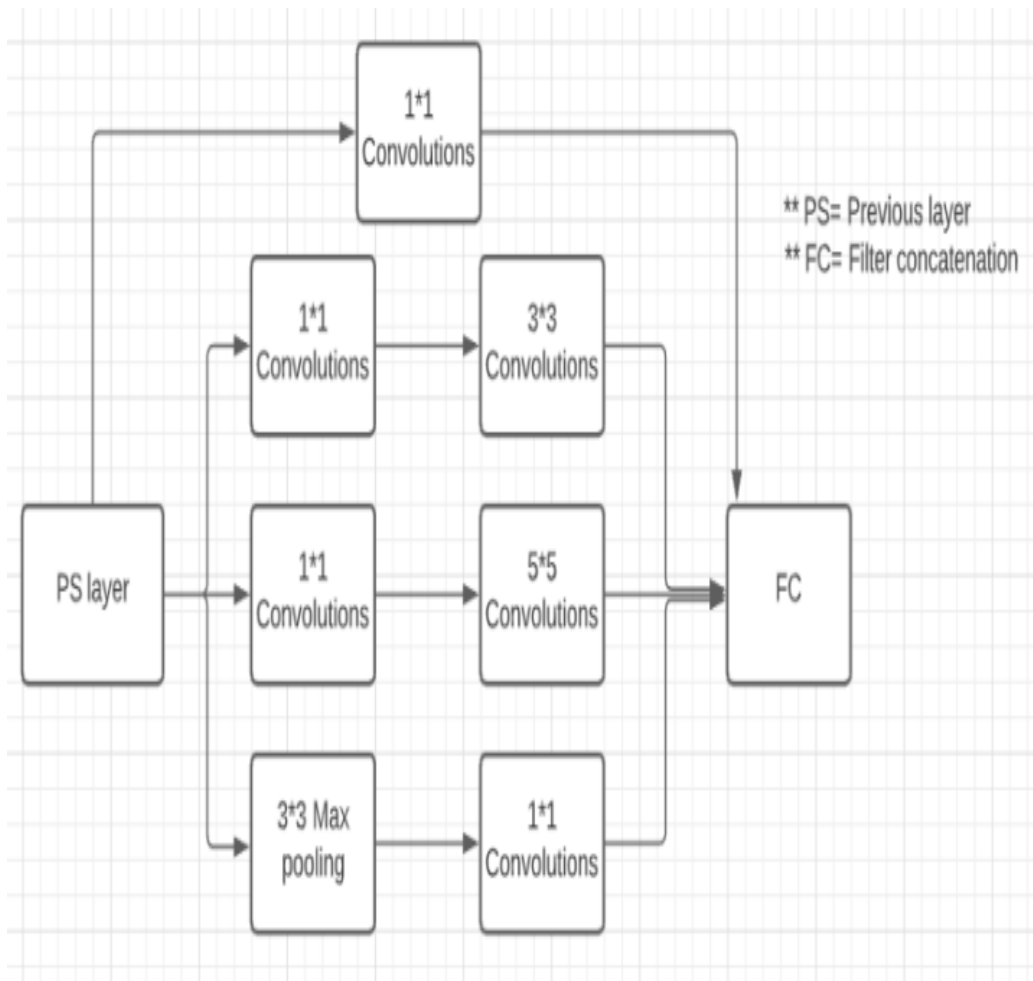 1*1
Convolutions
** PS= Previous layer
** FC= Filter concatenation
1*1
Convolutions
3*3
Convolutions
PS layer
1*1
Convolutions
5*5
Convolutions
FC
3*3 Max
pooling
1*1
Convolutions